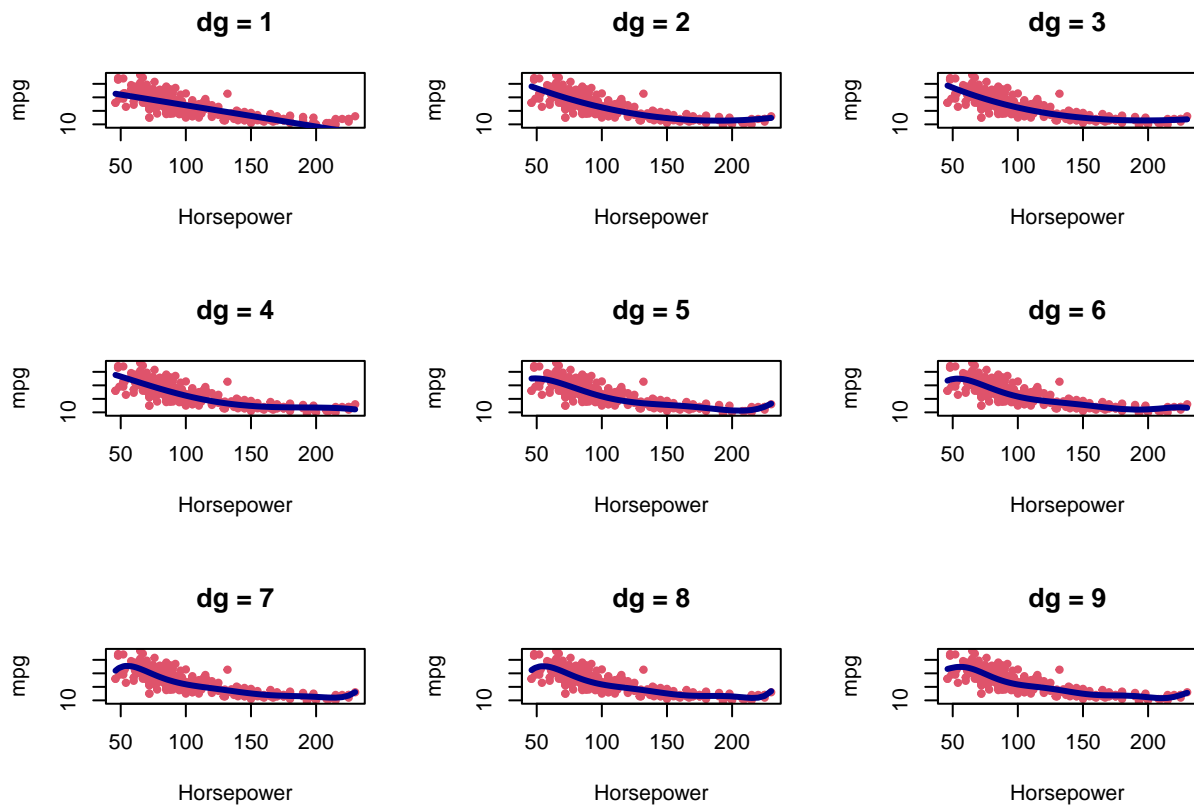 dg = 1
mpg
10
50 100 150 200
Horsepower
dg = 2
mpg
10
50 100 150 200
Horsepower
dg = 3
mpg
10
50 100 150 200
Horsepower
dg = 4
mpg
10
50 100 150 200
Horsepower
dg = 5
mpg
10
50 100 150 200
Horsepower
dg = 6
mpg
10
50 100 150 200
Horsepower
dg = 7
mpg
10
50 100 150 200
Horsepower
dg = 8
mpg
10
50 100 150 200
Horsepower
dg = 9
mpg
10
50 100 150 200
Horsepower